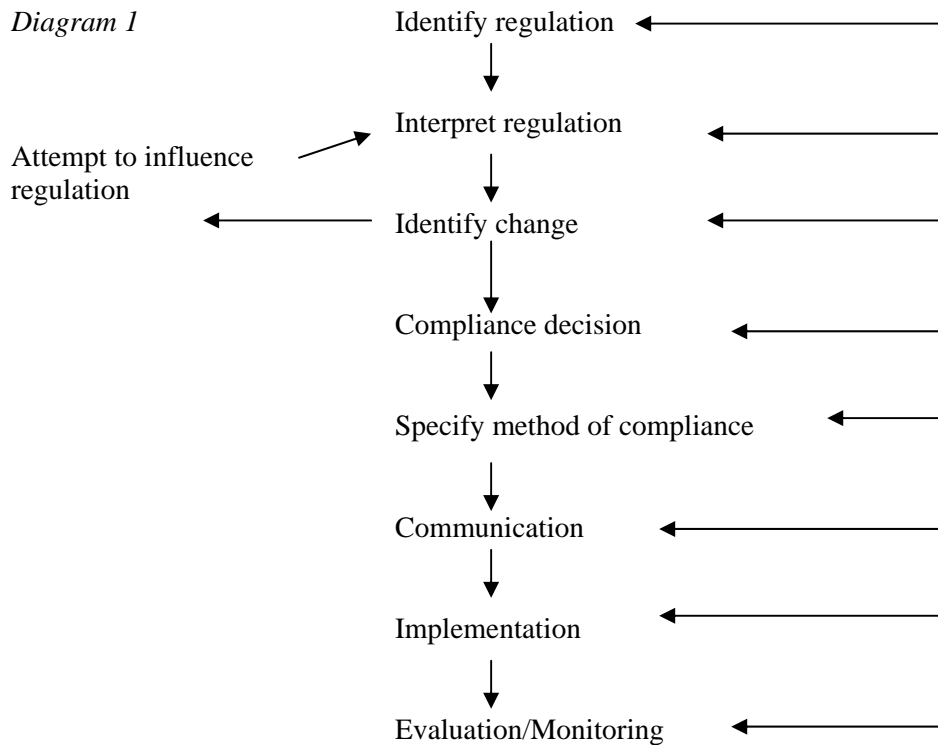 Diagram 1
Identify regulation
Interpret regulation
Attempt to influence
regulation
Identify change
Compliance decision
Specify method of compliance
Communication
Implementation
Evaluation/Monitoring